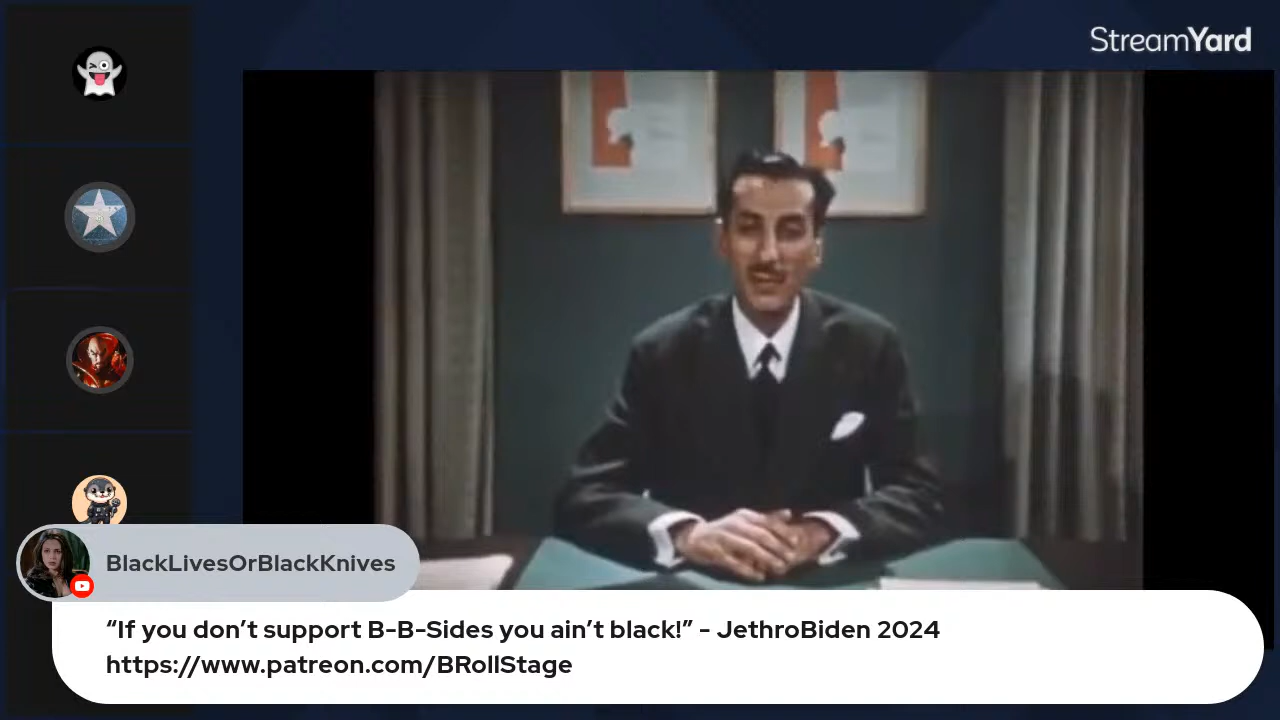 StreamYard
BlackLivesOrBlackKnives
“If you don’t support B-B-Sides you ain’t black!” - JethroBiden 2024
https://www.patreon.com/BRollStage